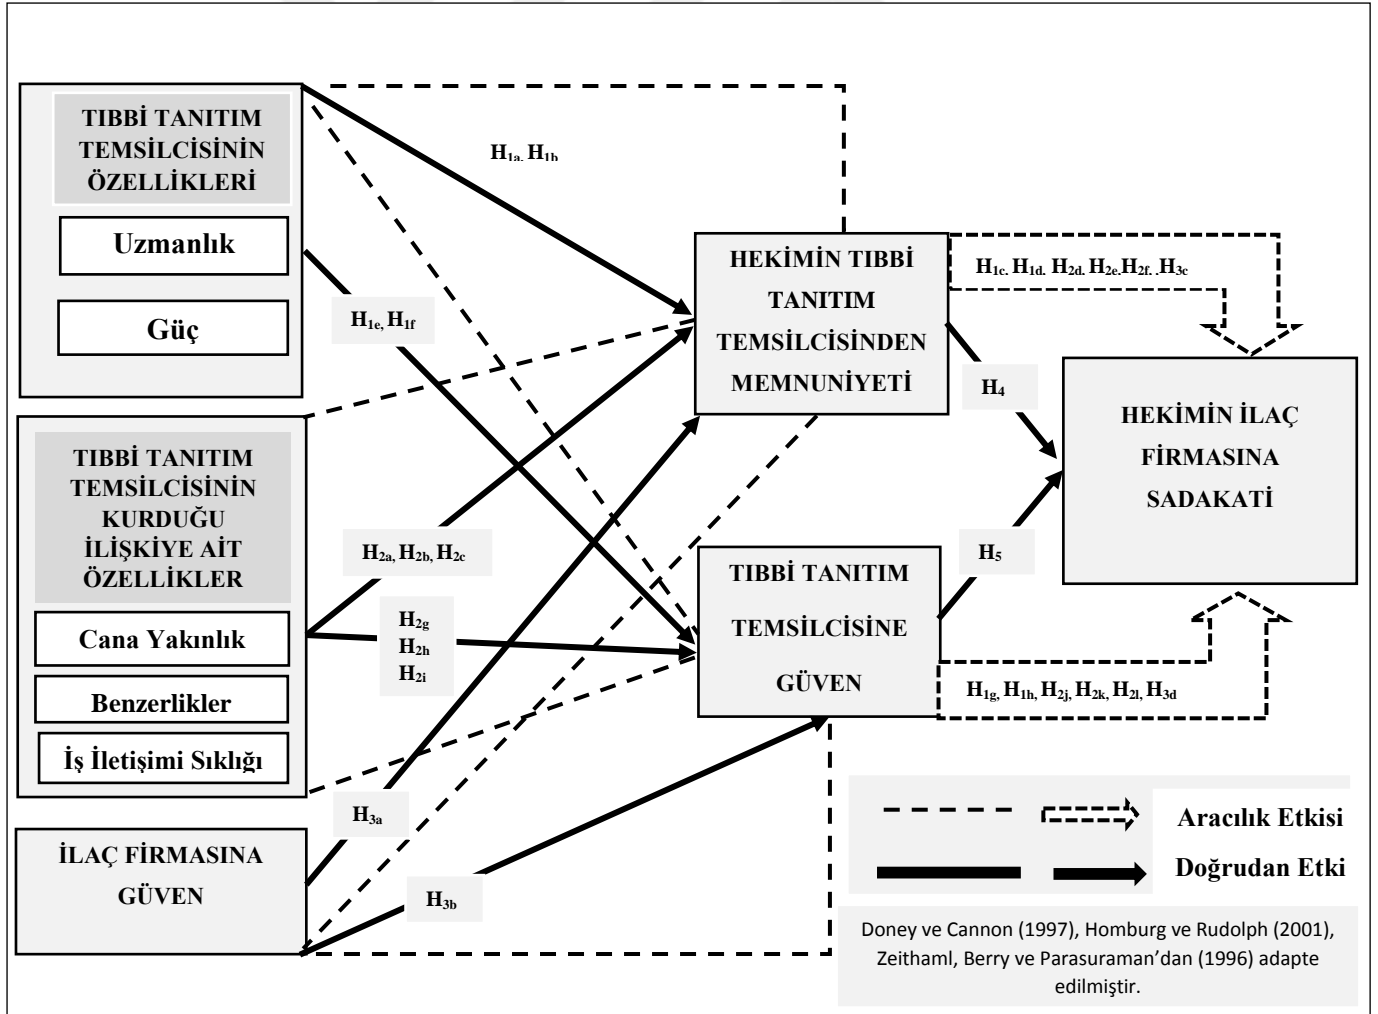 TIBBİ TANITIM
TEMSİLCİSİNİN
ÖZELLİKLERİ
Uzmanlık
Güç
TIBBİ TANITIM
TEMSİLCİSİNİN
KURDUĞU
İLİŞKİYE AİT
ÖZELLİKLER
Cana Yakınlık
Benzerlikler
İş İletişimi Sıklığı
İLAÇ FİRMASINA
GÜVEN
H1a, H1b
H1e, H1f
H2a, H2b, H2c
H2g
H2h
H2i
H3a
H3b
HEKİMİN TIBBİ
TANITIM
TEMSİLCİSİNDEN
MEMNUNİYETİ
TIBBİ TANITIM
TEMSİLCİSİNE
GÜVEN
H1c, H1d, H2d, H2e, H2f, ,H3c
H4
H5
H1g, H1h, H2j, H2k, H2l, H3d
HEKİMİN İLAÇ
FİRMASINA
SADAKATİ
Aracılık Etkisi
Doğrudan Etki
Doney ve Cannon (1997), Homburg ve Rudolph (2001),
Zeithaml, Berry ve Parasuraman’dan (1996) adapte
edilmiştir.